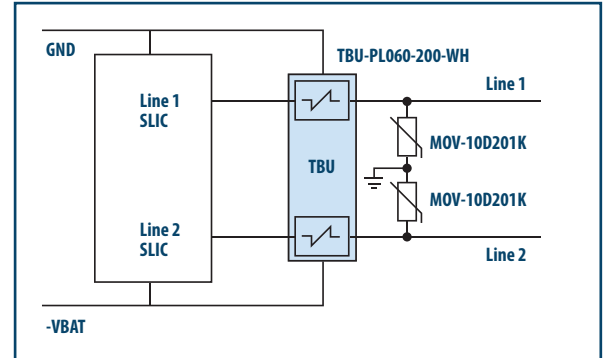 GND
TBU-PL060-200-WH
Line 1
Line 1
SLIC
MOV-10D201K
TBU
MOV-10D201K
Line 2
SLIC
Line 2
-VBAT